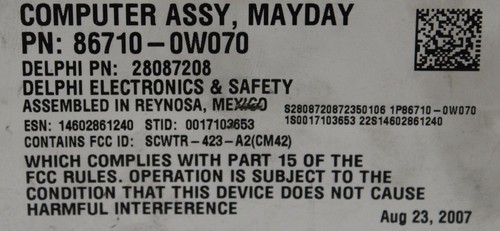 COMPUTER ASSY, MAYDAY
PN: 86710-0W070
DELPHI PN: 28087208
DELPHI ELECTRONICS & SAFETY
ASSEMBLED IN REYNOSA, MEXICO
S2808720872350106 1P86710-0W070
1S0017103653 22S14602861240
ESN: 14602861240 STID: 0017103653
CONTAINS FCC ID: SCWTR-423-A2(CM42)
WHICH COMPLIES WITH PART 15 OF THE
FCC RULES. OPERATION IS SUBJECT TO THE
CONDITION THAT THIS DEVICE DOES NOT CAUSE
HARMFUL INTERFERENCE
Aug 23, 2007